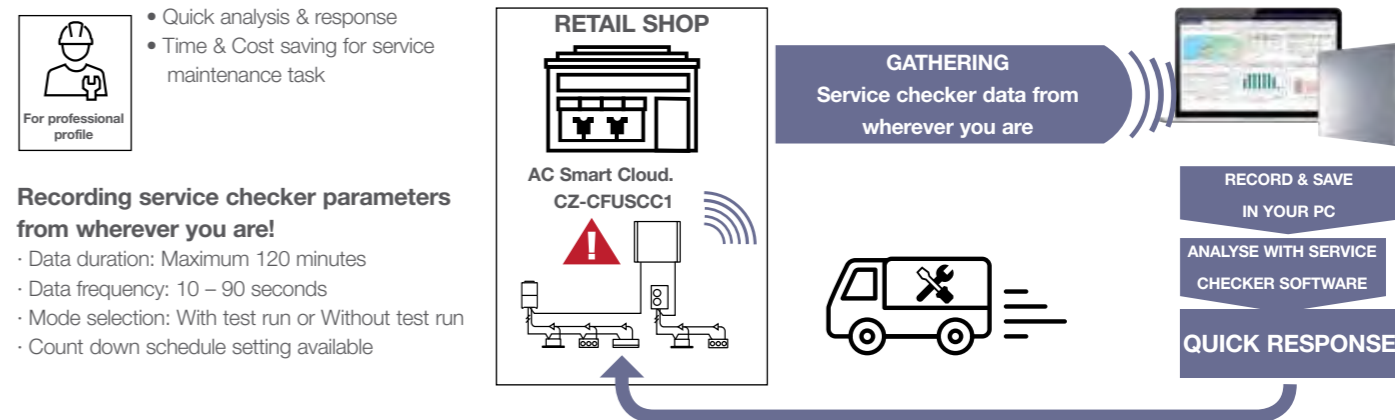 • Quick analysis & response
• Time & Cost saving for service
maintenance task
For professional
profile
Recording service checker parameters
from wherever you are!
· Data duration: Maximum 120 minutes
· Data frequency: 10 – 90 seconds
· Mode selection: With test run or Without test run
· Count down schedule setting available
RETAIL SHOP
AC Smart Cloud.
CZ-CFUSCC1
!
GATHERING
Service checker data from
wherever you are
RECORD & SAVE
IN YOUR PC
ANALYSE WITH SERVICE
CHECKER SOFTWARE
QUICK RESPONSE